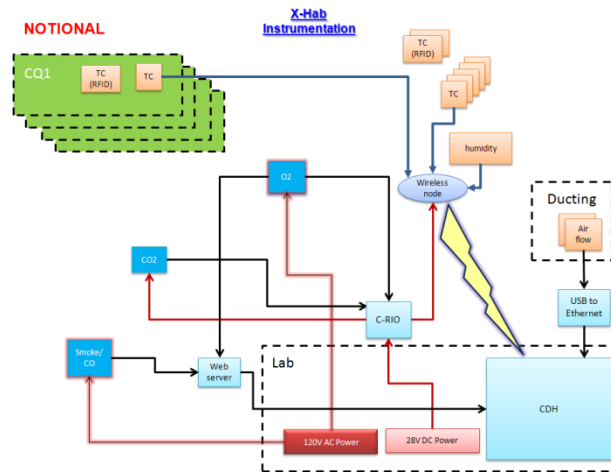 X-Hab
Instrumentation
NOTIONAL
CQ1
TC
(RFID)
TC
TC
(RFID)
TC
humidity
Wireless
node
O2
Ducting
Air
flow
CO2
C-RIO
USB to
Ethernet
Smoke/
CO
Web
server
Lab
CDH
120V AC Power
28V DC Power